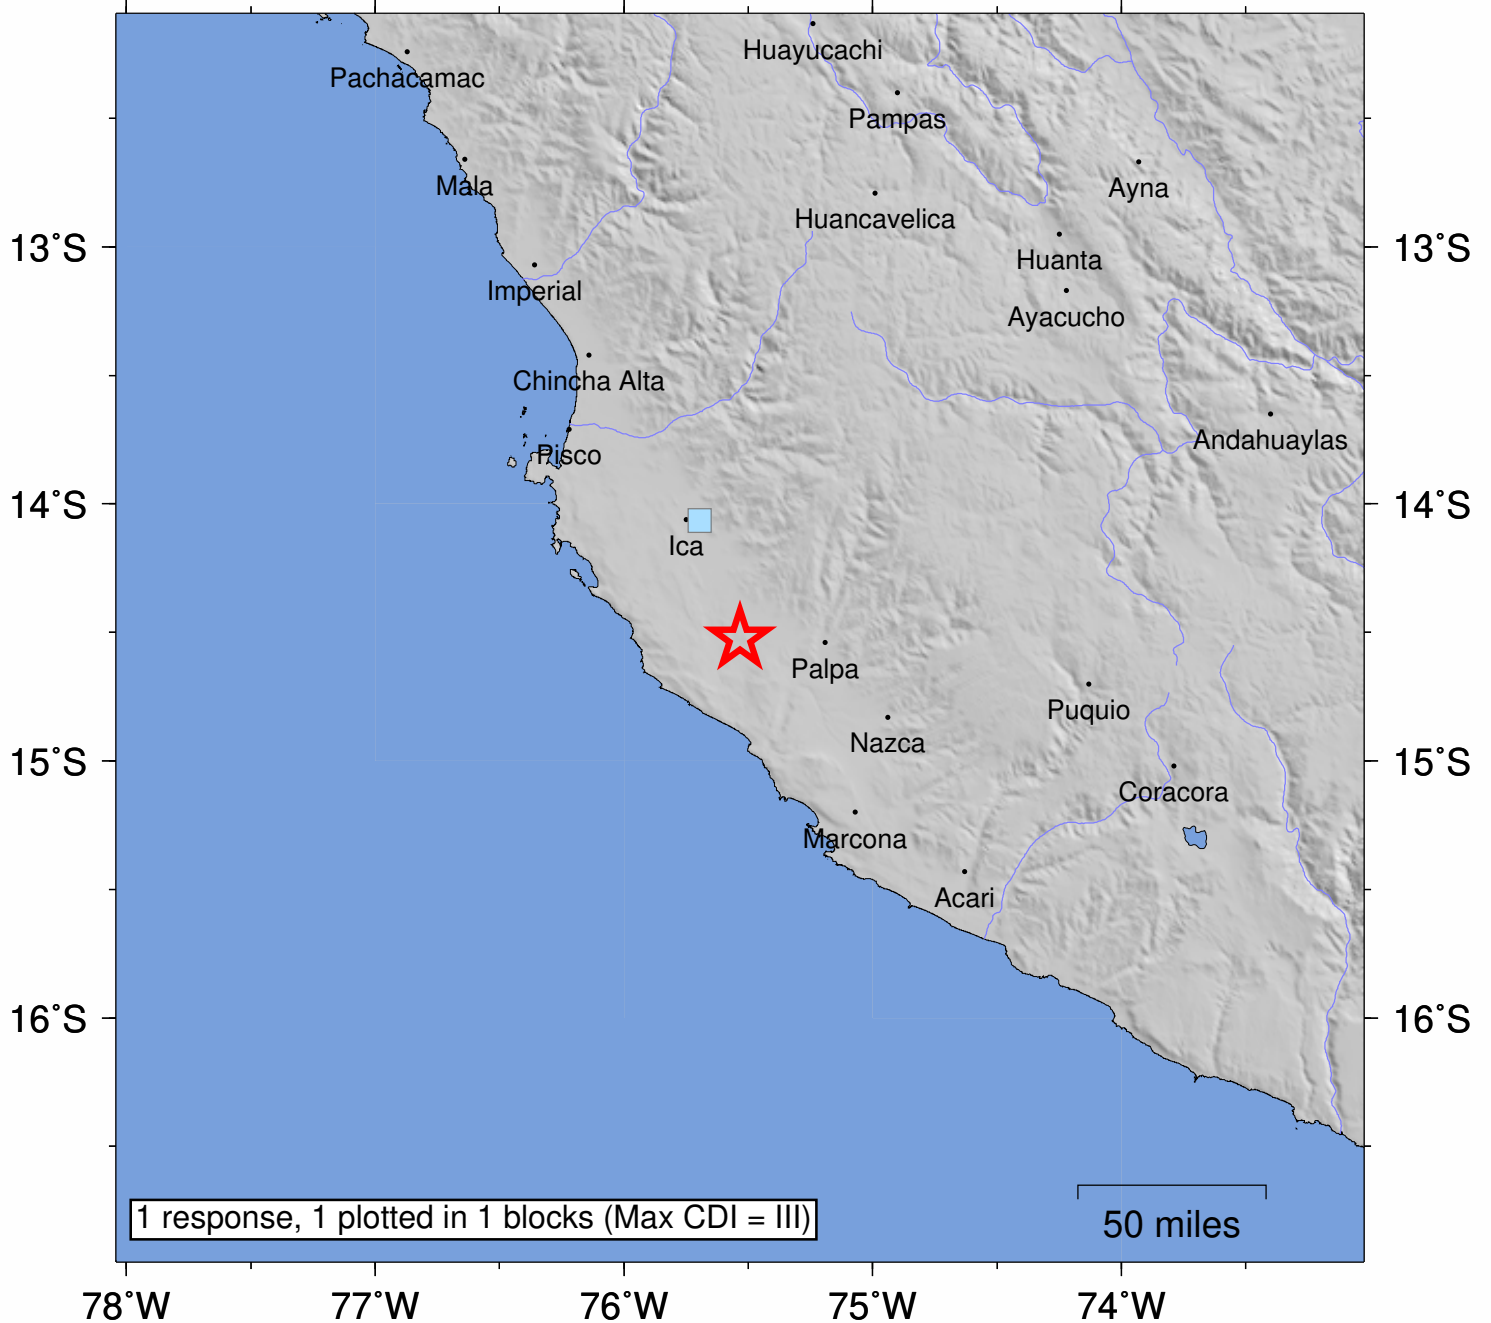 Huayucachi
Pachacamac
Pampas
Mala
Ayna
Huancavelica
13°S
13°S
Huanta
Imperial
Ayacucho
Chincha Alta
Andahuaylas
Pisco
14°S
14°S
Ica
Palpa
Puquio
Nazca
15°S
15°S
Coracora
Marcona
Acari
16°S
16°S
1 response, 1 plotted in 1 blocks (Max CDI = III)
50 miles
78°W
77°W
76°W
75°W
74°W